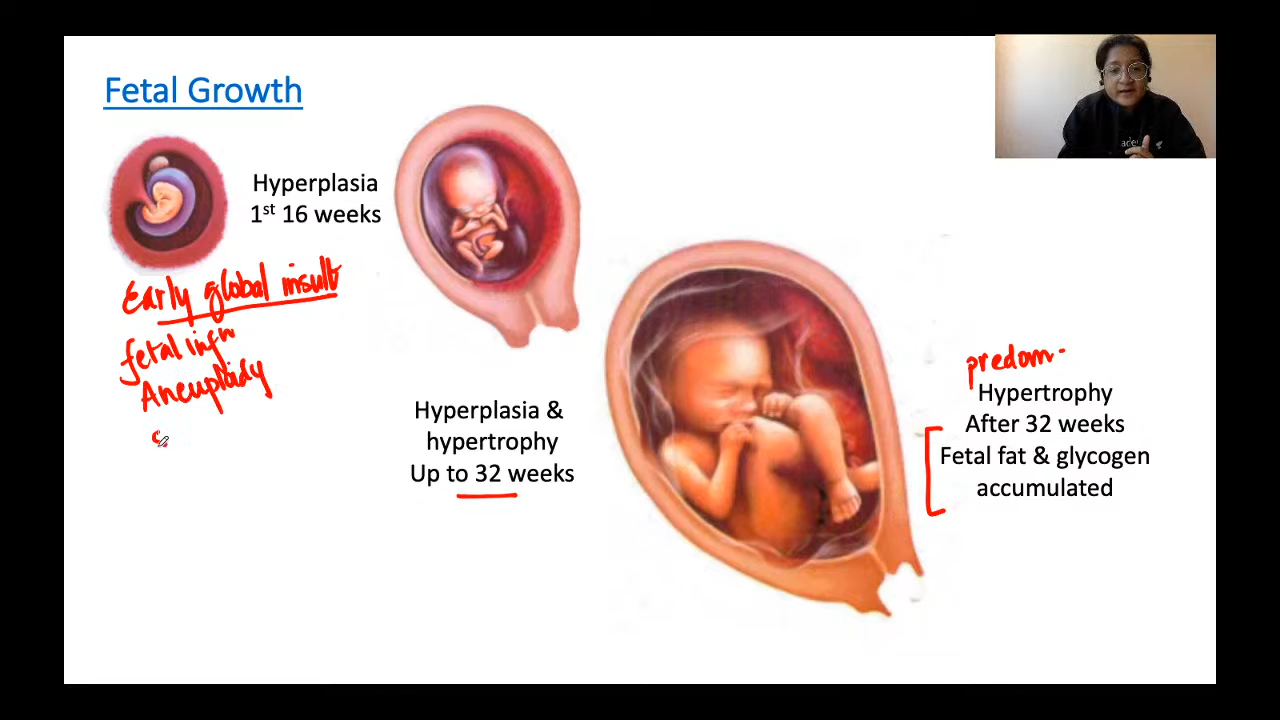 Fetal Growth
Hyperplasia
1st 16 weeks
Early global insult
fetal infn
Aneuploidy
Hyperplasia &
hypertrophy
Up to 32 weeks
predom-
Hypertrophy
After 32 weeks
Fetal fat & glycogen
accumulated